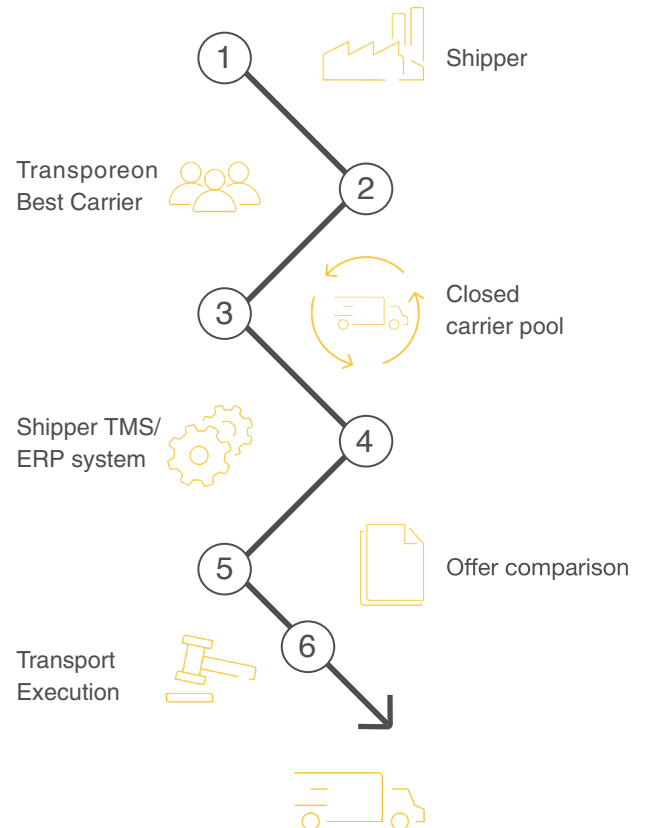 1
Shipper
Transporeon
Best Carrier
2
3
Closed
carrier pool
Shipper TMS/
ERP system
4
5
Offer comparison
6
Transport
Execution